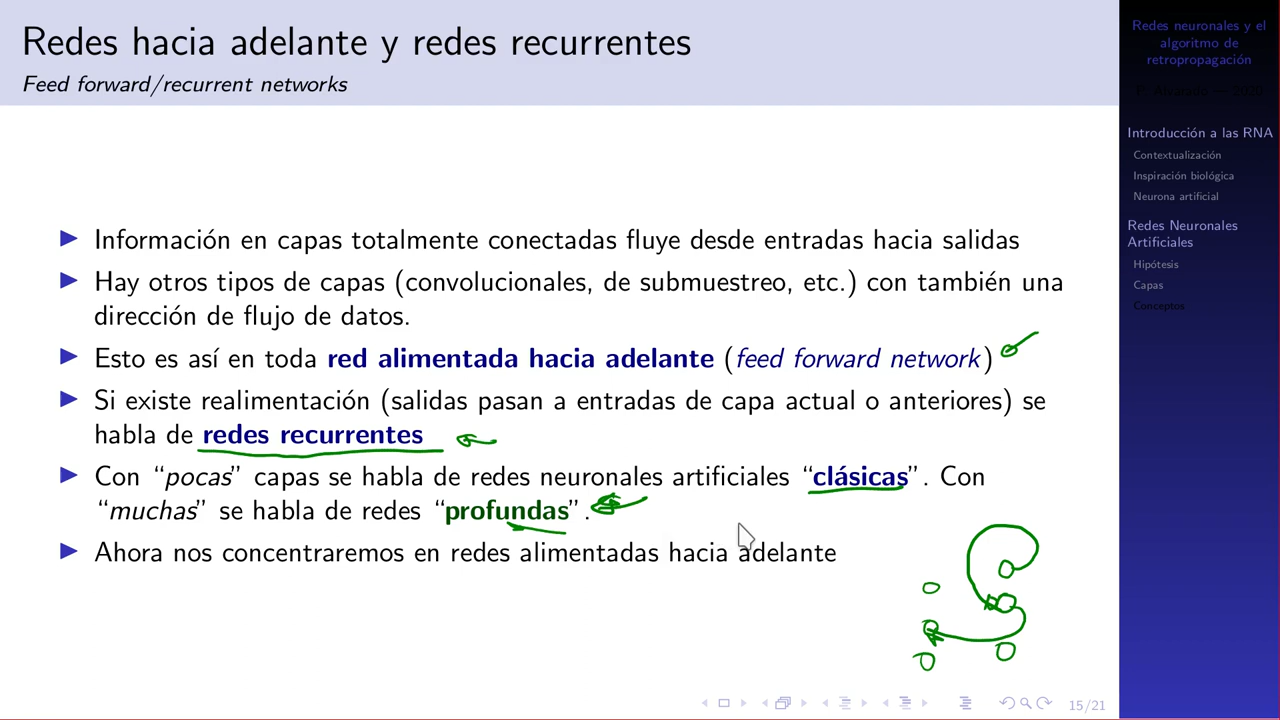 Redes hacia adelante y redes recurrentes
Feed forward/recurrent networks
Información en capas totalmente conectadas fluye desde entradas hacia salidas
Hay otros tipos de capas (convolucionales, de submuestreo, etc.) con también una
dirección de flujo de datos.
Esto es así en toda red alimentada hacia adelante (feed forward network)
Si existe realimentación (salidas pasan a entradas de capa actual o anteriores) se
habla de redes recurrentes
Con “pocas” capas se habla de redes neuronales artificiales “clásicas”. Con
“muchas” se habla de redes “profundas”.
Ahora nos concentraremos en redes alimentadas hacia adelante
15/21
Redes neuronales y el
algoritmo de
retropropagación
P. Alvarado — 2020
Introducción a las RNA
Contextualización
Inspiración biológica
Neurona artificial
Redes Neuronales
Artificiales
Hipótesis
Capas
Conceptos